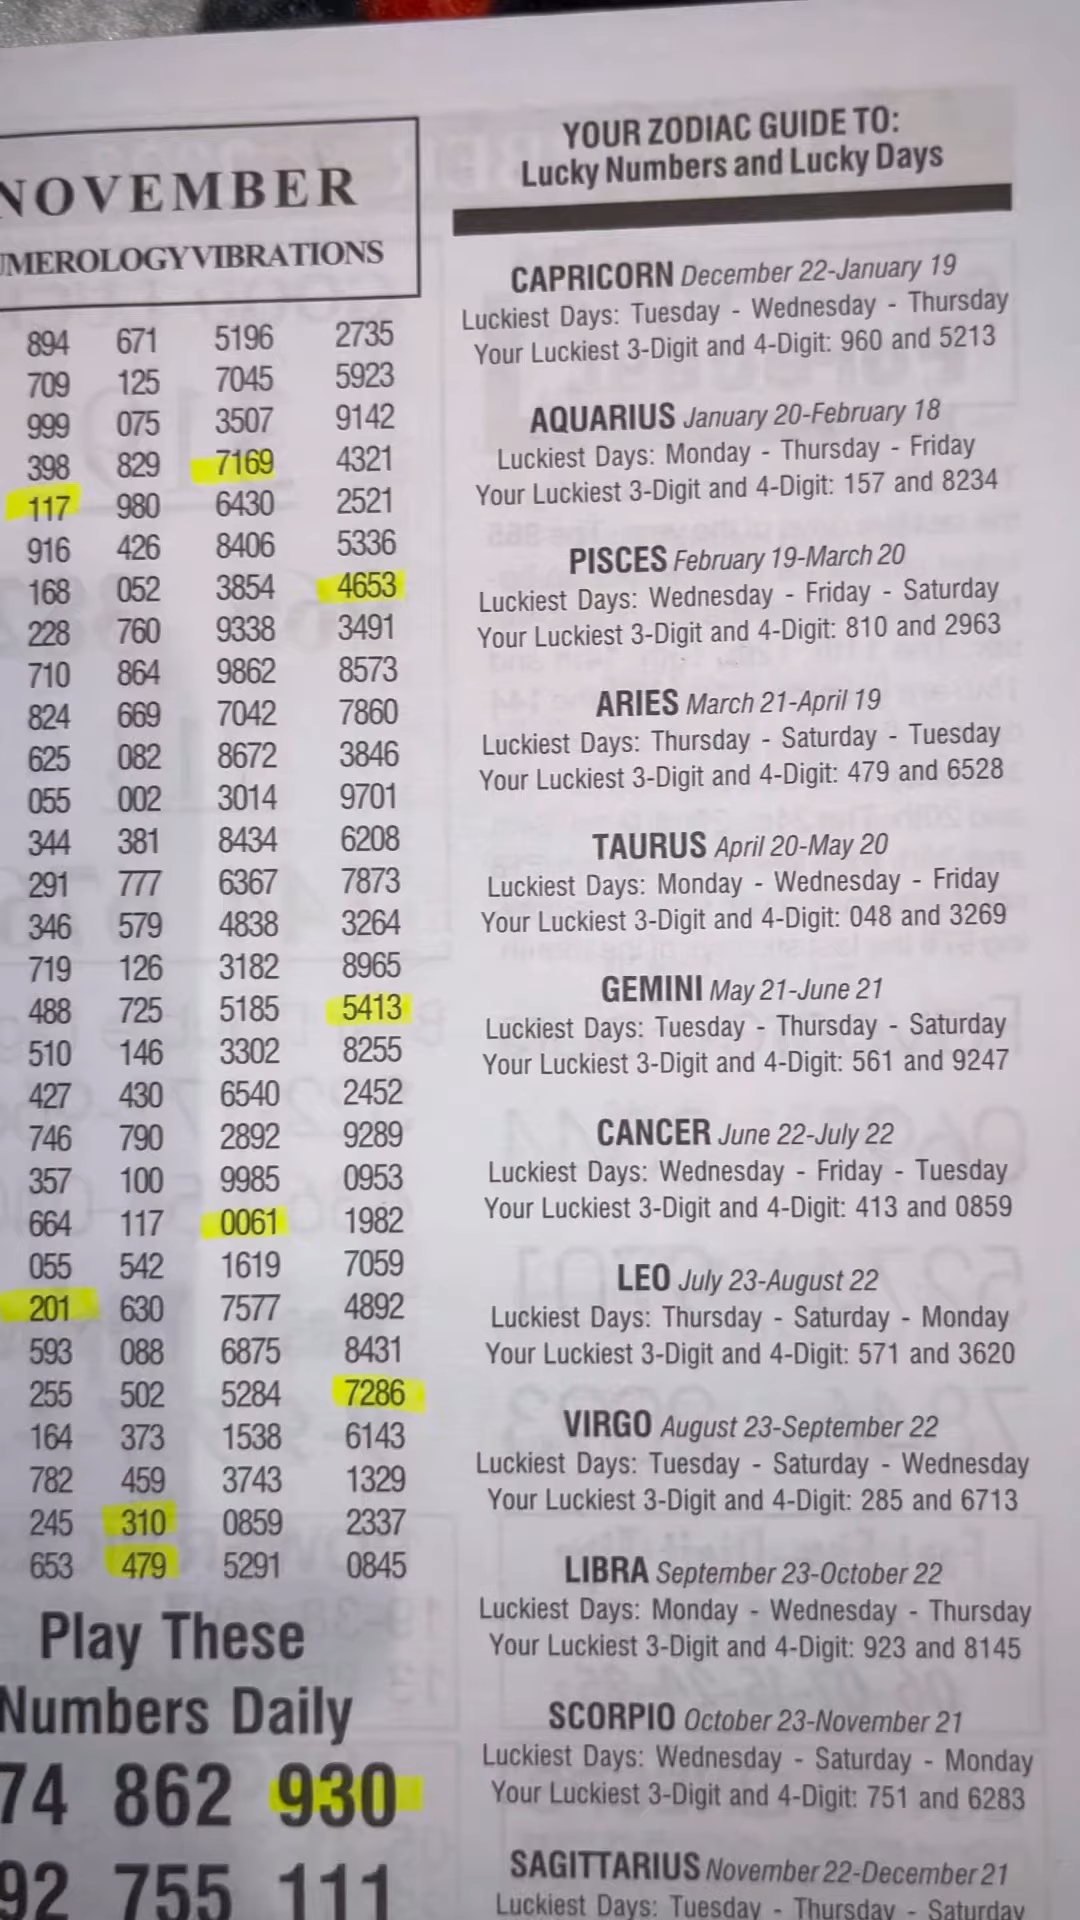 NOVEMBER
UMEROLOGY VIBRATIONS
894 671 5196 2735
709 125 7045 5923
999 075 3507 9142
398 829 7169 4321
117 980 6430 2521
916 426 8406 5336
168 052 3854 4653
228 760 9338 3491
710 864 9862 8573
824 669 7042 7860
625 082 8672 3846
055 002 3014 9701
344 381 8434 6208
291 777 6367 7873
346 579 4838 3264
719 126 3182 8965
488 725 5185 5413
510 146 3302 8255
427 430 6540 2452
746 790 2892 9289
357 100 9985 0953
664 117 0061 1982
055 542 1619 7059
201 630 7577 4892
593 088 6875 8431
255 502 5284 7286
164 373 1538 6143
782 459 3743 1329
245 310 0859 2337
653 479 5291 0845
Play These
Numbers Daily
74 862 930
92 755 111
YOUR ZODIAC GUIDE TO:
Lucky Numbers and Lucky Days
CAPRICORN December 22-January 19
Luckiest Days: Tuesday - Wednesday - Thursday
Your Luckiest 3-Digit and 4-Digit: 960 and 5213
AQUARIUS January 20-February 18
Luckiest Days: Monday - Thursday - Friday
Your Luckiest 3-Digit and 4-Digit: 157 and 8234
PISCES February 19-March 20
Luckiest Days: Wednesday - Friday - Saturday
Your Luckiest 3-Digit and 4-Digit: 810 and 2963
ARIES March 21-April 19
Luckiest Days: Thursday - Saturday - Tuesday
Your Luckiest 3-Digit and 4-Digit: 479 and 6528
TAURUS April 20-May 20
Luckiest Days: Monday - Wednesday - Friday
Your Luckiest 3-Digit and 4-Digit: 048 and 3269
GEMINI May 21-June 21
Luckiest Days: Tuesday - Thursday - Saturday
Your Luckiest 3-Digit and 4-Digit: 561 and 9247
CANCER June 22-July 22
Luckiest Days: Wednesday - Friday - Tuesday
Your Luckiest 3-Digit and 4-Digit: 413 and 0859
LEO July 23-August 22
Luckiest Days: Thursday - Saturday - Monday
Your Luckiest 3-Digit and 4-Digit: 571 and 3620
VIRGO August 23-September 22
Luckiest Days: Tuesday - Saturday - Wednesday
Your Luckiest 3-Digit and 4-Digit: 285 and 6713
LIBRA September 23-October 22
Luckiest Days: Monday - Wednesday - Thursday
Your Luckiest 3-Digit and 4-Digit: 923 and 8145
SCORPIO October 23-November 21
Luckiest Days: Wednesday - Saturday - Monday
Your Luckiest 3-Digit and 4-Digit: 751 and 6283
SAGITTARIUS November 22-December 21
Luckiest Days: Tuesday - Thursday - Saturday